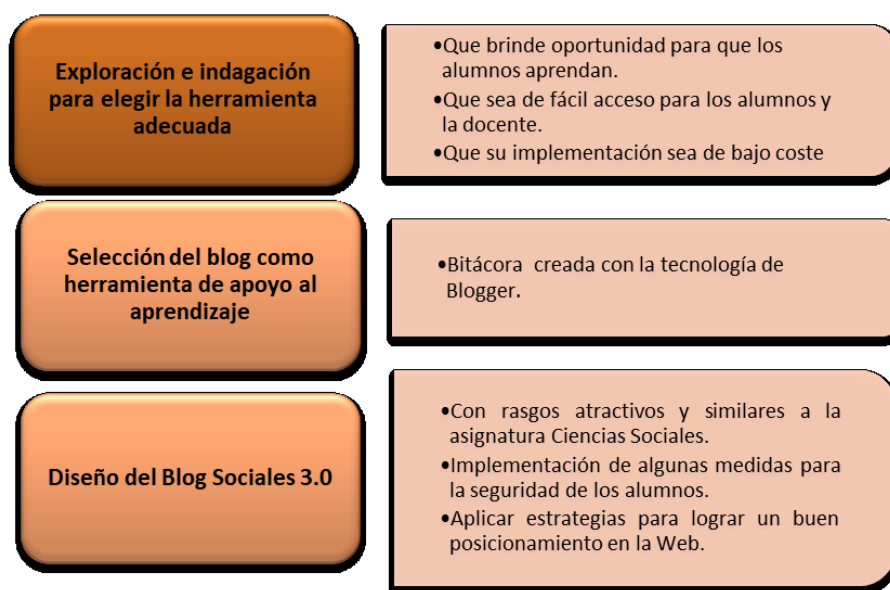 Exploración e indagación
para elegir la herramienta
adecuada
•Que brinde oportunidad para que los
alumnos aprendan.
•Que sea de fácil acceso para los alumnos y
la docente.
•Que su implementación sea de bajo coste
Selección del blog como
herramienta de apoyo al
aprendizaje
•Bitácora creada con la tecnología de
Blogger.
Diseño del Blog Sociales 3.0
•Con rasgos atractivos y similares a la
asignatura Ciencias Sociales.
•Implementación de algunas medidas para
la seguridad de los alumnos.
•Aplicar estrategias para lograr un buen
posicionamiento en la Web.